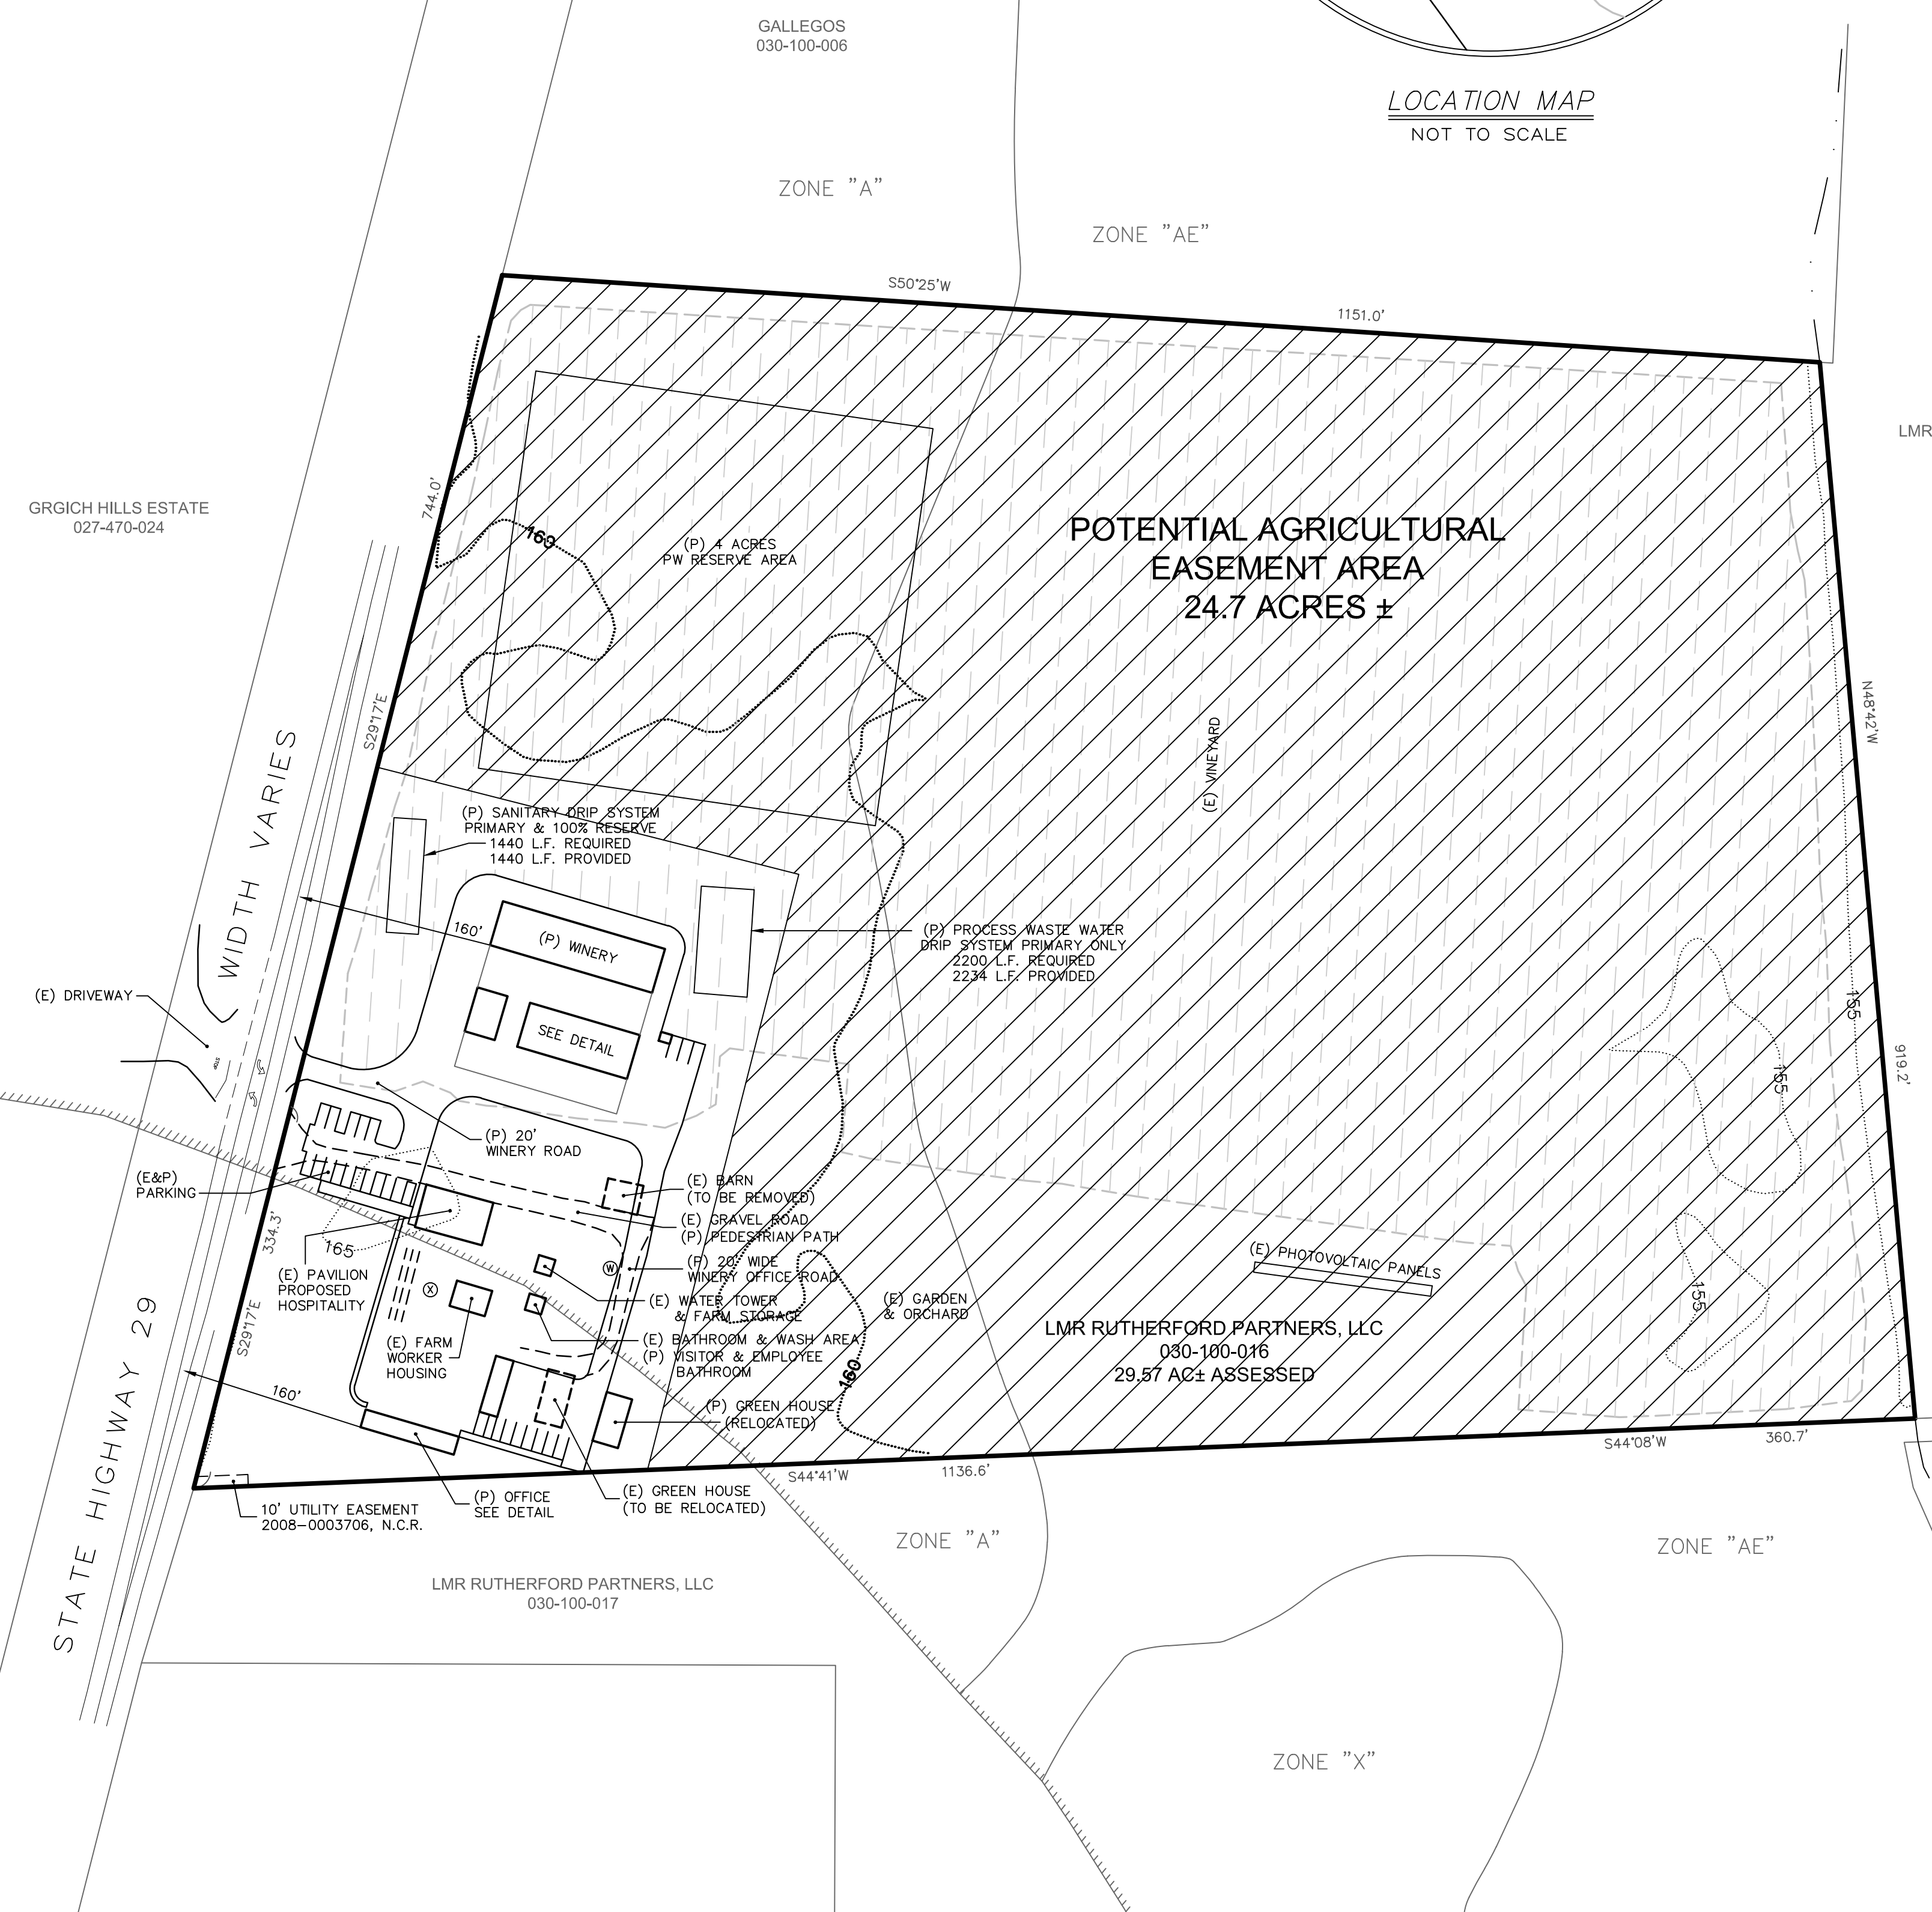 GALLEGOS
030-100-006
LOCATION MAP
NOT TO SCALE
ZONE "A"
ZONE "AE"
S50°25'W
1151.0'
LMR
GRGICH HILLS ESTATE
027-470-024
744.0'
160
(P) 4 ACRES
PW RESERVE AREA
POTENTIAL AGRICULTURAL
EASEMENT AREA
24.7 ACRES ±
S29°17'E
N48°42'W
(E) VINEYARD
WIDTH VARIES
(P) SANITARY DRIP SYSTEM
PRIMARY & 100% RESERVE
1440 L.F. REQUIRED
1440 L.F. PROVIDED
160'
(P) WINERY
(P) PROCESS WASTE WATER
DRIP SYSTEM PRIMARY ONLY
2200 L.F. REQUIRED
2234 L.F. PROVIDED
(E) DRIVEWAY
STOP
SEE DETAIL
155
155
919.2'
(P) 20'
WINERY ROAD
(E&P)
PARKING
(E) BARN
(TO BE REMOVED)
(E) GRAVEL ROAD
(P) PEDESTRIAN PATH
334.3'
165
(P) 20' WIDE
WINERY OFFICE ROAD
W
X
(E) PAVILION
PROPOSED
HOSPITALITY
(E) WATER TOWER
& FARM STORAGE
(E) GARDEN
& ORCHARD
(E) PHOTOVOLTAIC PANELS
155
S29°17'E
(E) FARM
WORKER
HOUSING
(E) BATHROOM & WASH AREA
(P) VISITOR & EMPLOYEE
BATHROOM
LMR RUTHERFORD PARTNERS, LLC
030-100-016
29.57 AC± ASSESSED
160
160'
(P) GREEN HOUSE
(RELOCATED)
STATE HIGHWAY 29
S44°41'W
1136.6'
S44°08'W
360.7'
10' UTILITY EASEMENT
2008-0003706, N.C.R.
(P) OFFICE
SEE DETAIL
(E) GREEN HOUSE
(TO BE RELOCATED)
ZONE "A"
ZONE "AE"
LMR RUTHERFORD PARTNERS, LLC
030-100-017
ZONE "X"